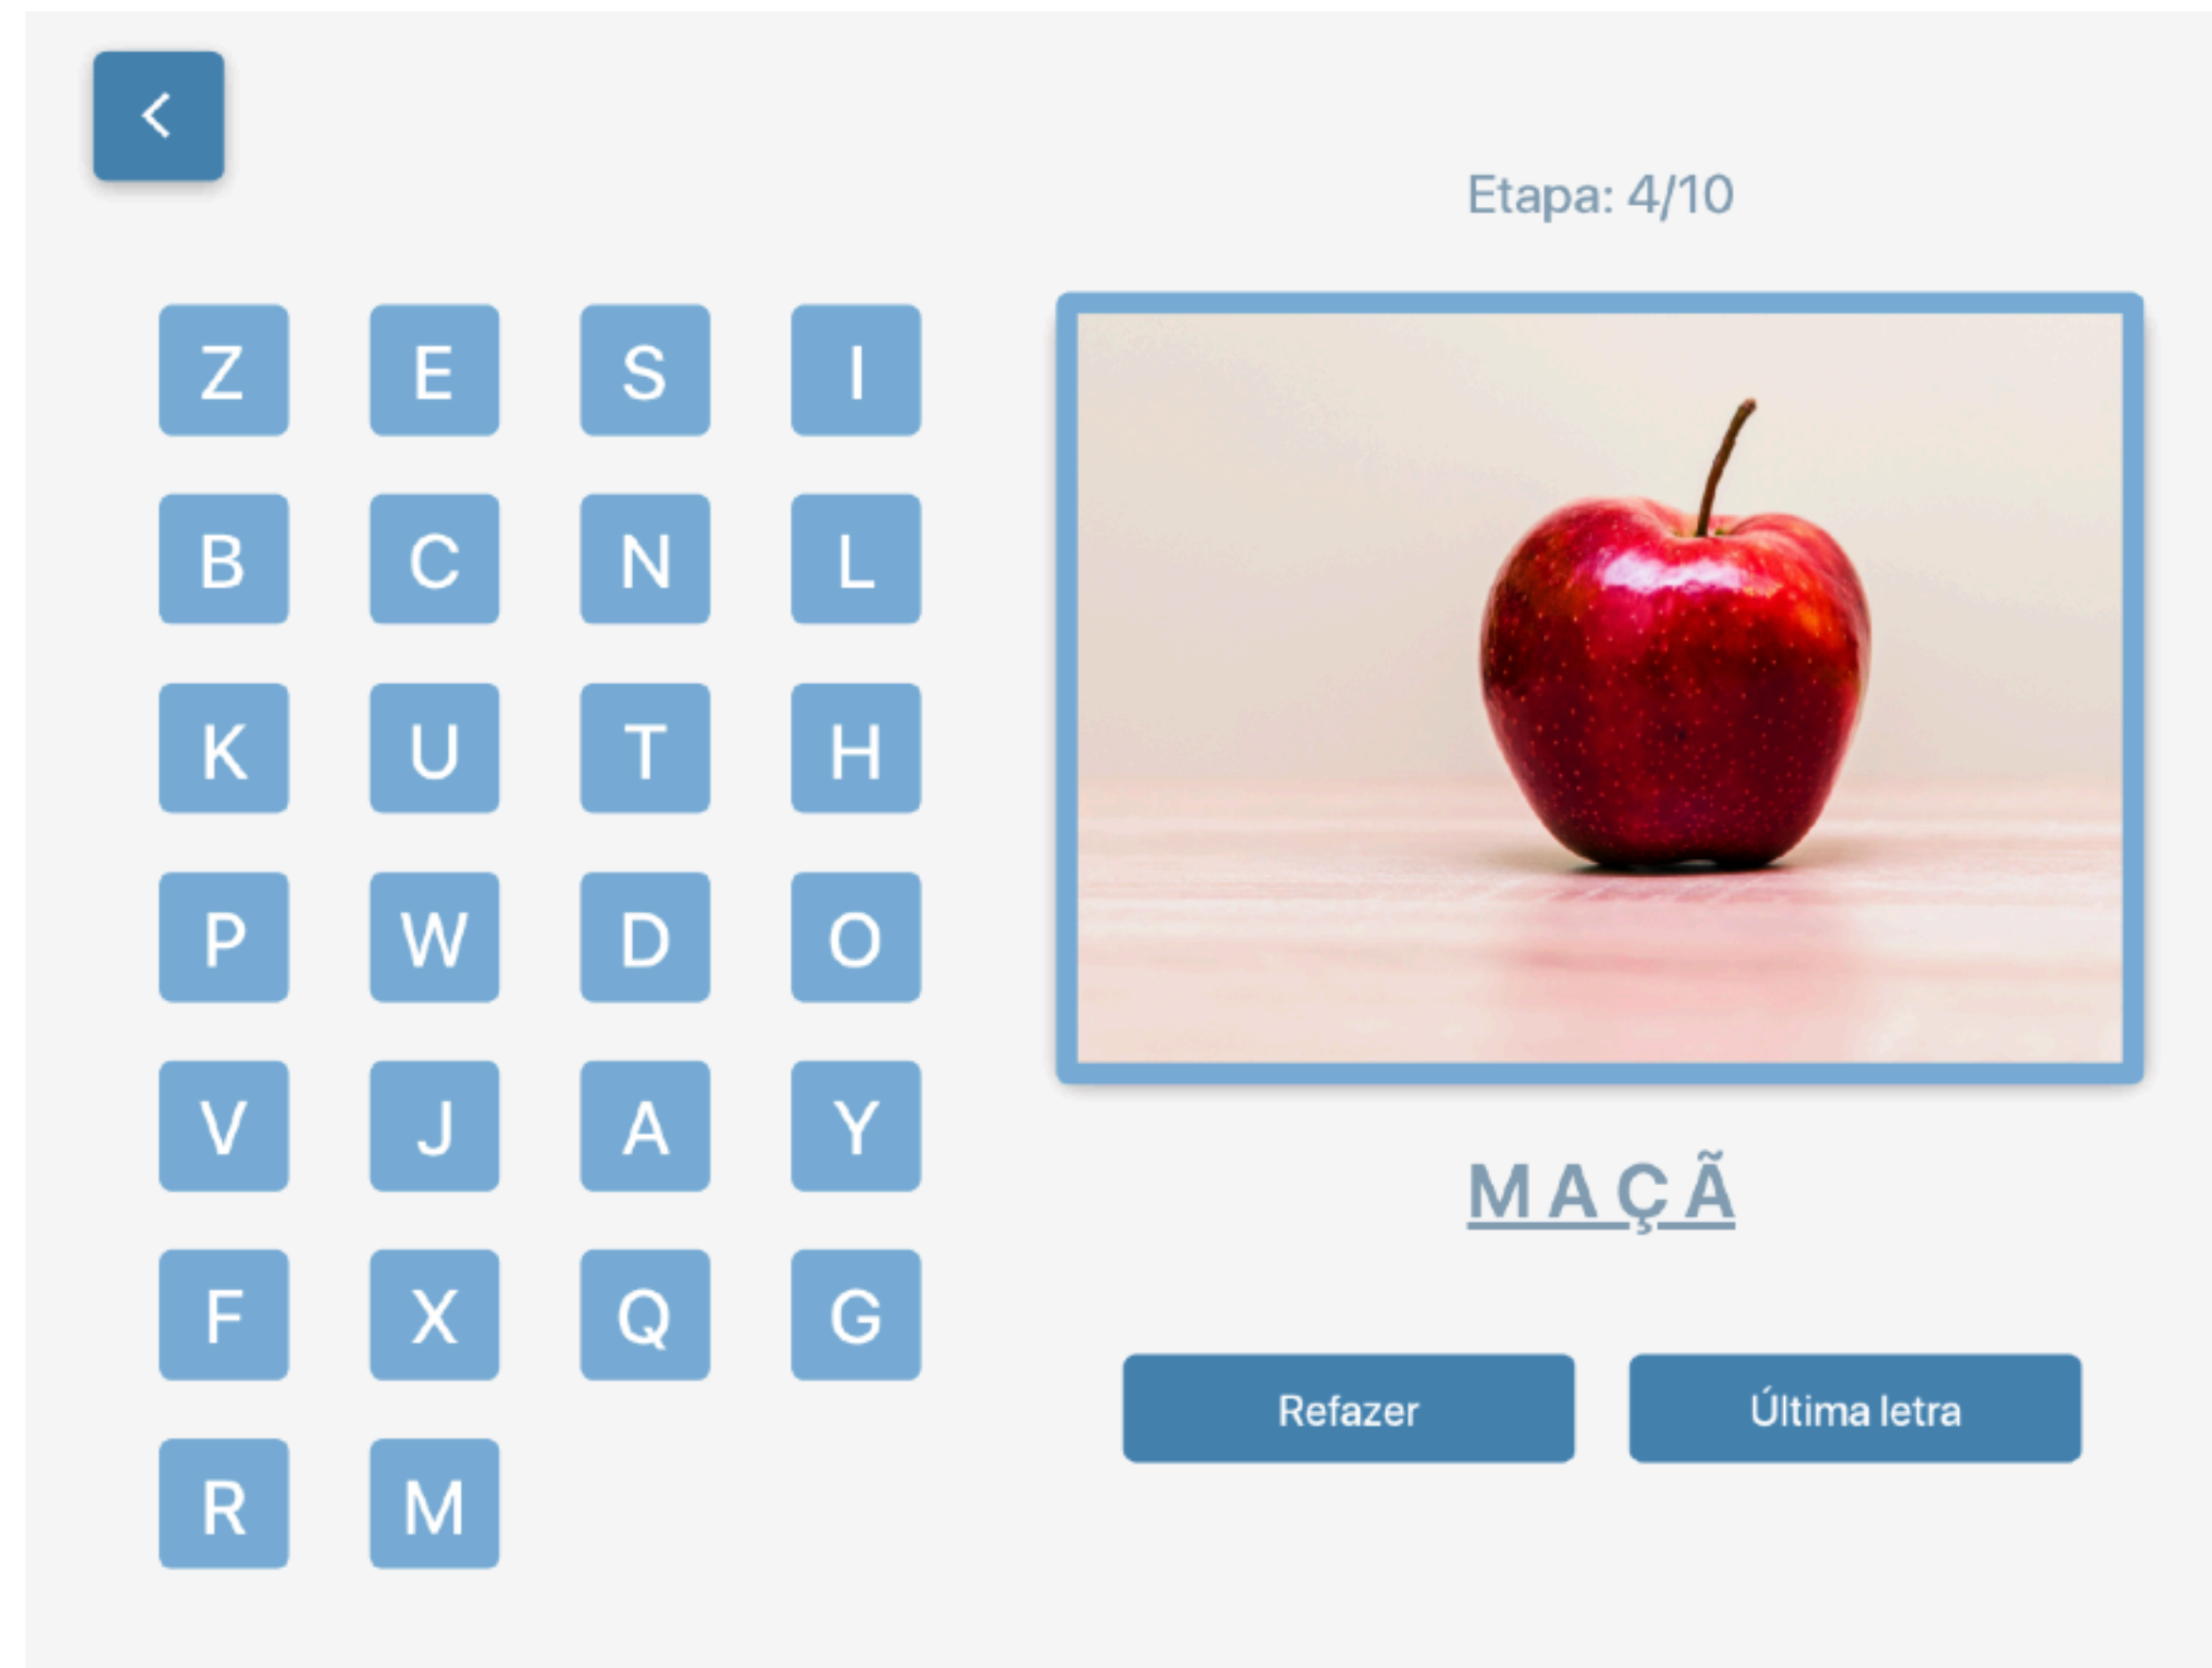 Etapa: 4/10
Z E S I
B C N L
K U T H
P W D O
V J A Y
F X Q G
R M
MAÇÃ
Refazer
Última letra